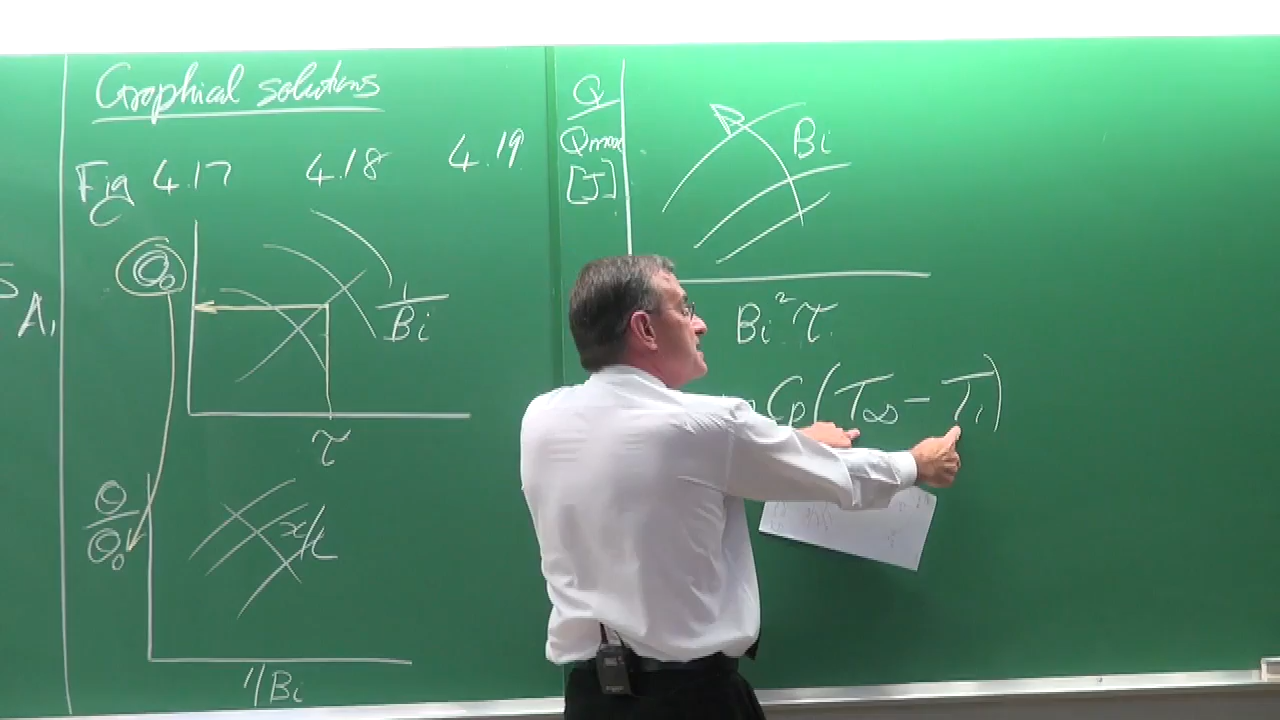 Graphical solutions
Fig 4.17 4.18 4.19
θ₀
1/Bi
τ
θ/θ₀
x/L
1/Bi
Q/Qmax
[J]
Bi
Bi²τ
Cp(T∞ - Tᵢ)
A,